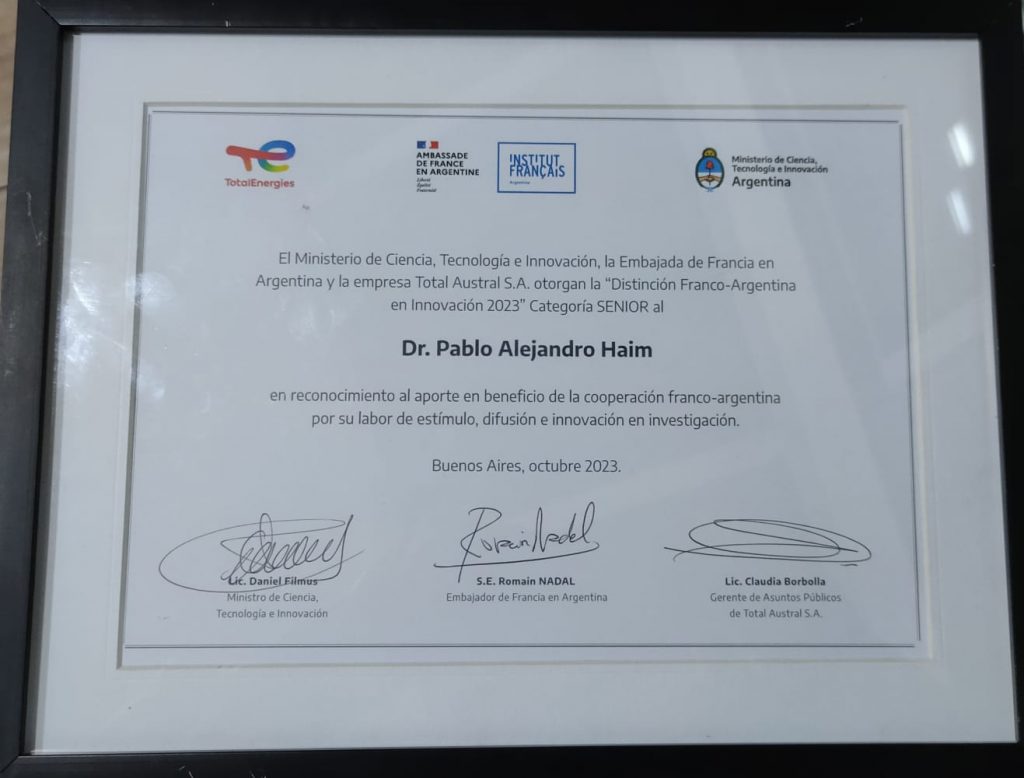 TotalEnergies
AMBASSADE
DE FRANCE
EN ARGENTINE
Liberté
Égalité
Fraternité
INSTITUT
FRANÇAIS
Argentina
Ministerio de Ciencia,
Tecnología e Innovación
Argentina
El Ministerio de Ciencia, Tecnología e Innovación, la Embajada de Francia en
Argentina y la empresa Total Austral S.A. otorgan la “Distinción Franco-Argentina
en Innovación 2023” Categoría SENIOR al
Dr. Pablo Alejandro Haim
en reconocimiento al aporte en beneficio de la cooperación franco-argentina
por su labor de estímulo, difusión e innovación en investigación.
Buenos Aires, octubre 2023.
Romain Nadal
Lic. Daniel Filmus
Ministro de Ciencia,
Tecnología e Innovación
S.E. Romain NADAL
Embajador de Francia en Argentina
Lic. Claudia Borbolla
Gerente de Asuntos Públicos
de Total Austral S.A.